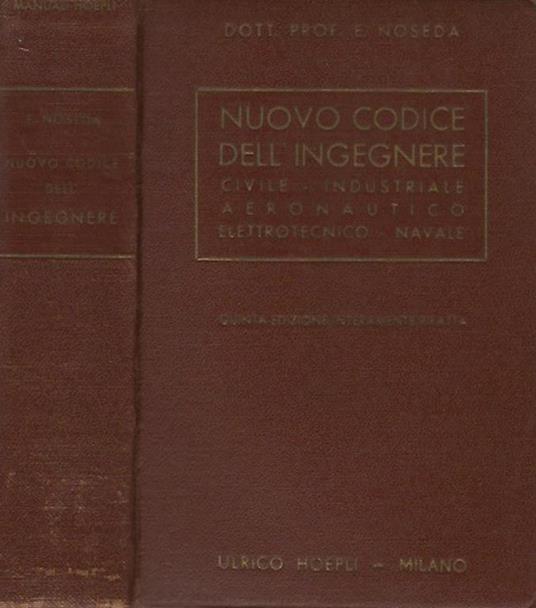 MANUALI HOEPLI
E. NOSEDA
NUOVO CODICE
DELL'
INGEGNERE
DOTT. PROF. E. NOSEDA
NUOVO CODICE
DELL'INGEGNERE
CIVILE - INDUSTRIALE
AERONAUTICO
ELETTROTECNICO - NAVALE
QUINTA EDIZIONE INTERAMENTE RIFATTA
ULRICO HOEPLI - MILANO